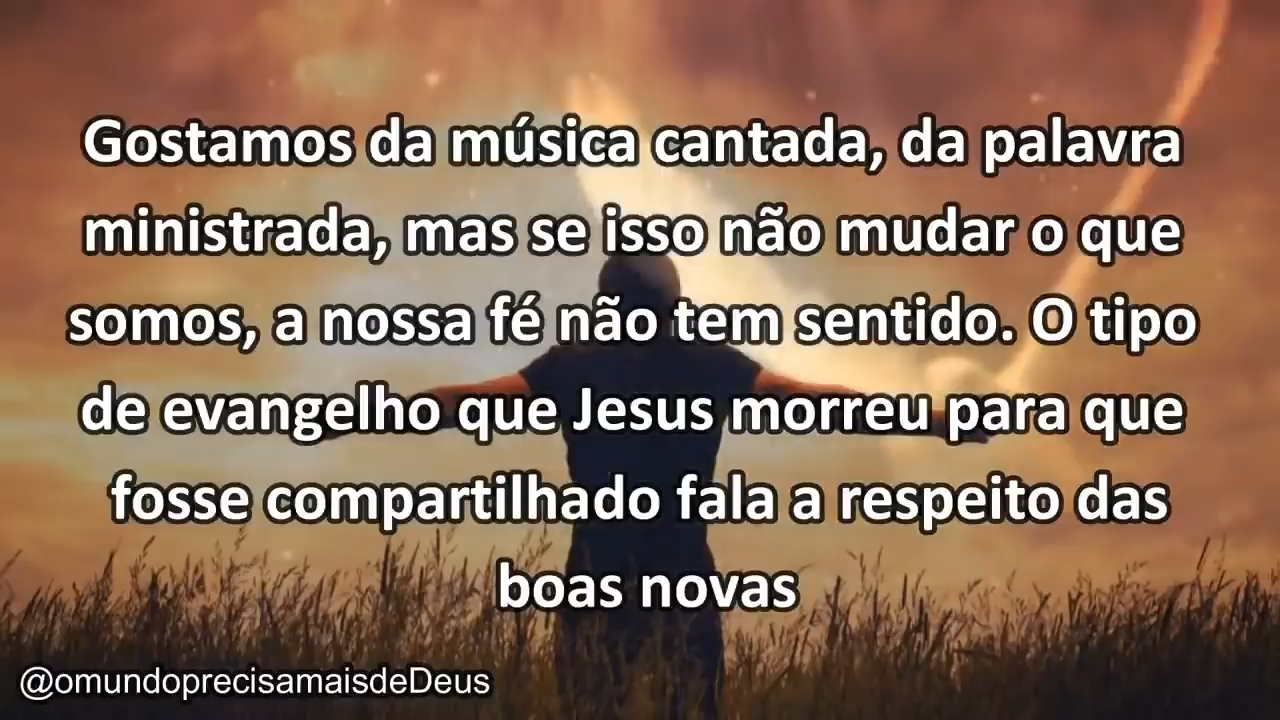 Gostamos da música cantada, da palavra
ministrada, mas se isso não mudar o que
somos, a nossa fé não tem sentido. O tipo
de evangelho que Jesus morreu para que
fosse compartilhado fala a respeito das
boas novas
@omundoprecisamaisdeDeus